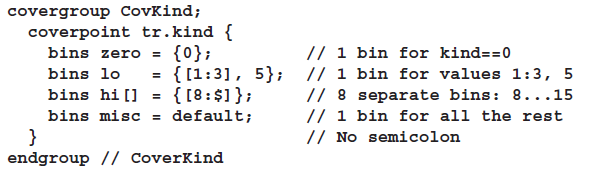 covergroup CovKind;
  coverpoint tr.kind {
    bins zero = {0};         // 1 bin for kind==0
    bins lo   = {[1:3], 5};  // 1 bin for values 1:3, 5
    bins hi[] = {[8:$]};     // 8 separate bins: 8...15
    bins misc = default;     // 1 bin for all the rest
  }                          // No semicolon
endgroup // CoverKind